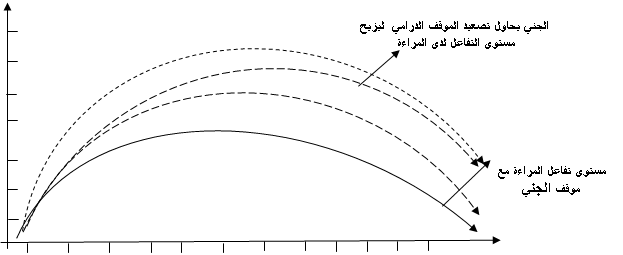 الجني يحاول تصعيد الموقف الدرامي ليزيح
مستوى التفاعل لدى المراءة
مستوى تفاعل المراءة مع
موقف الجني